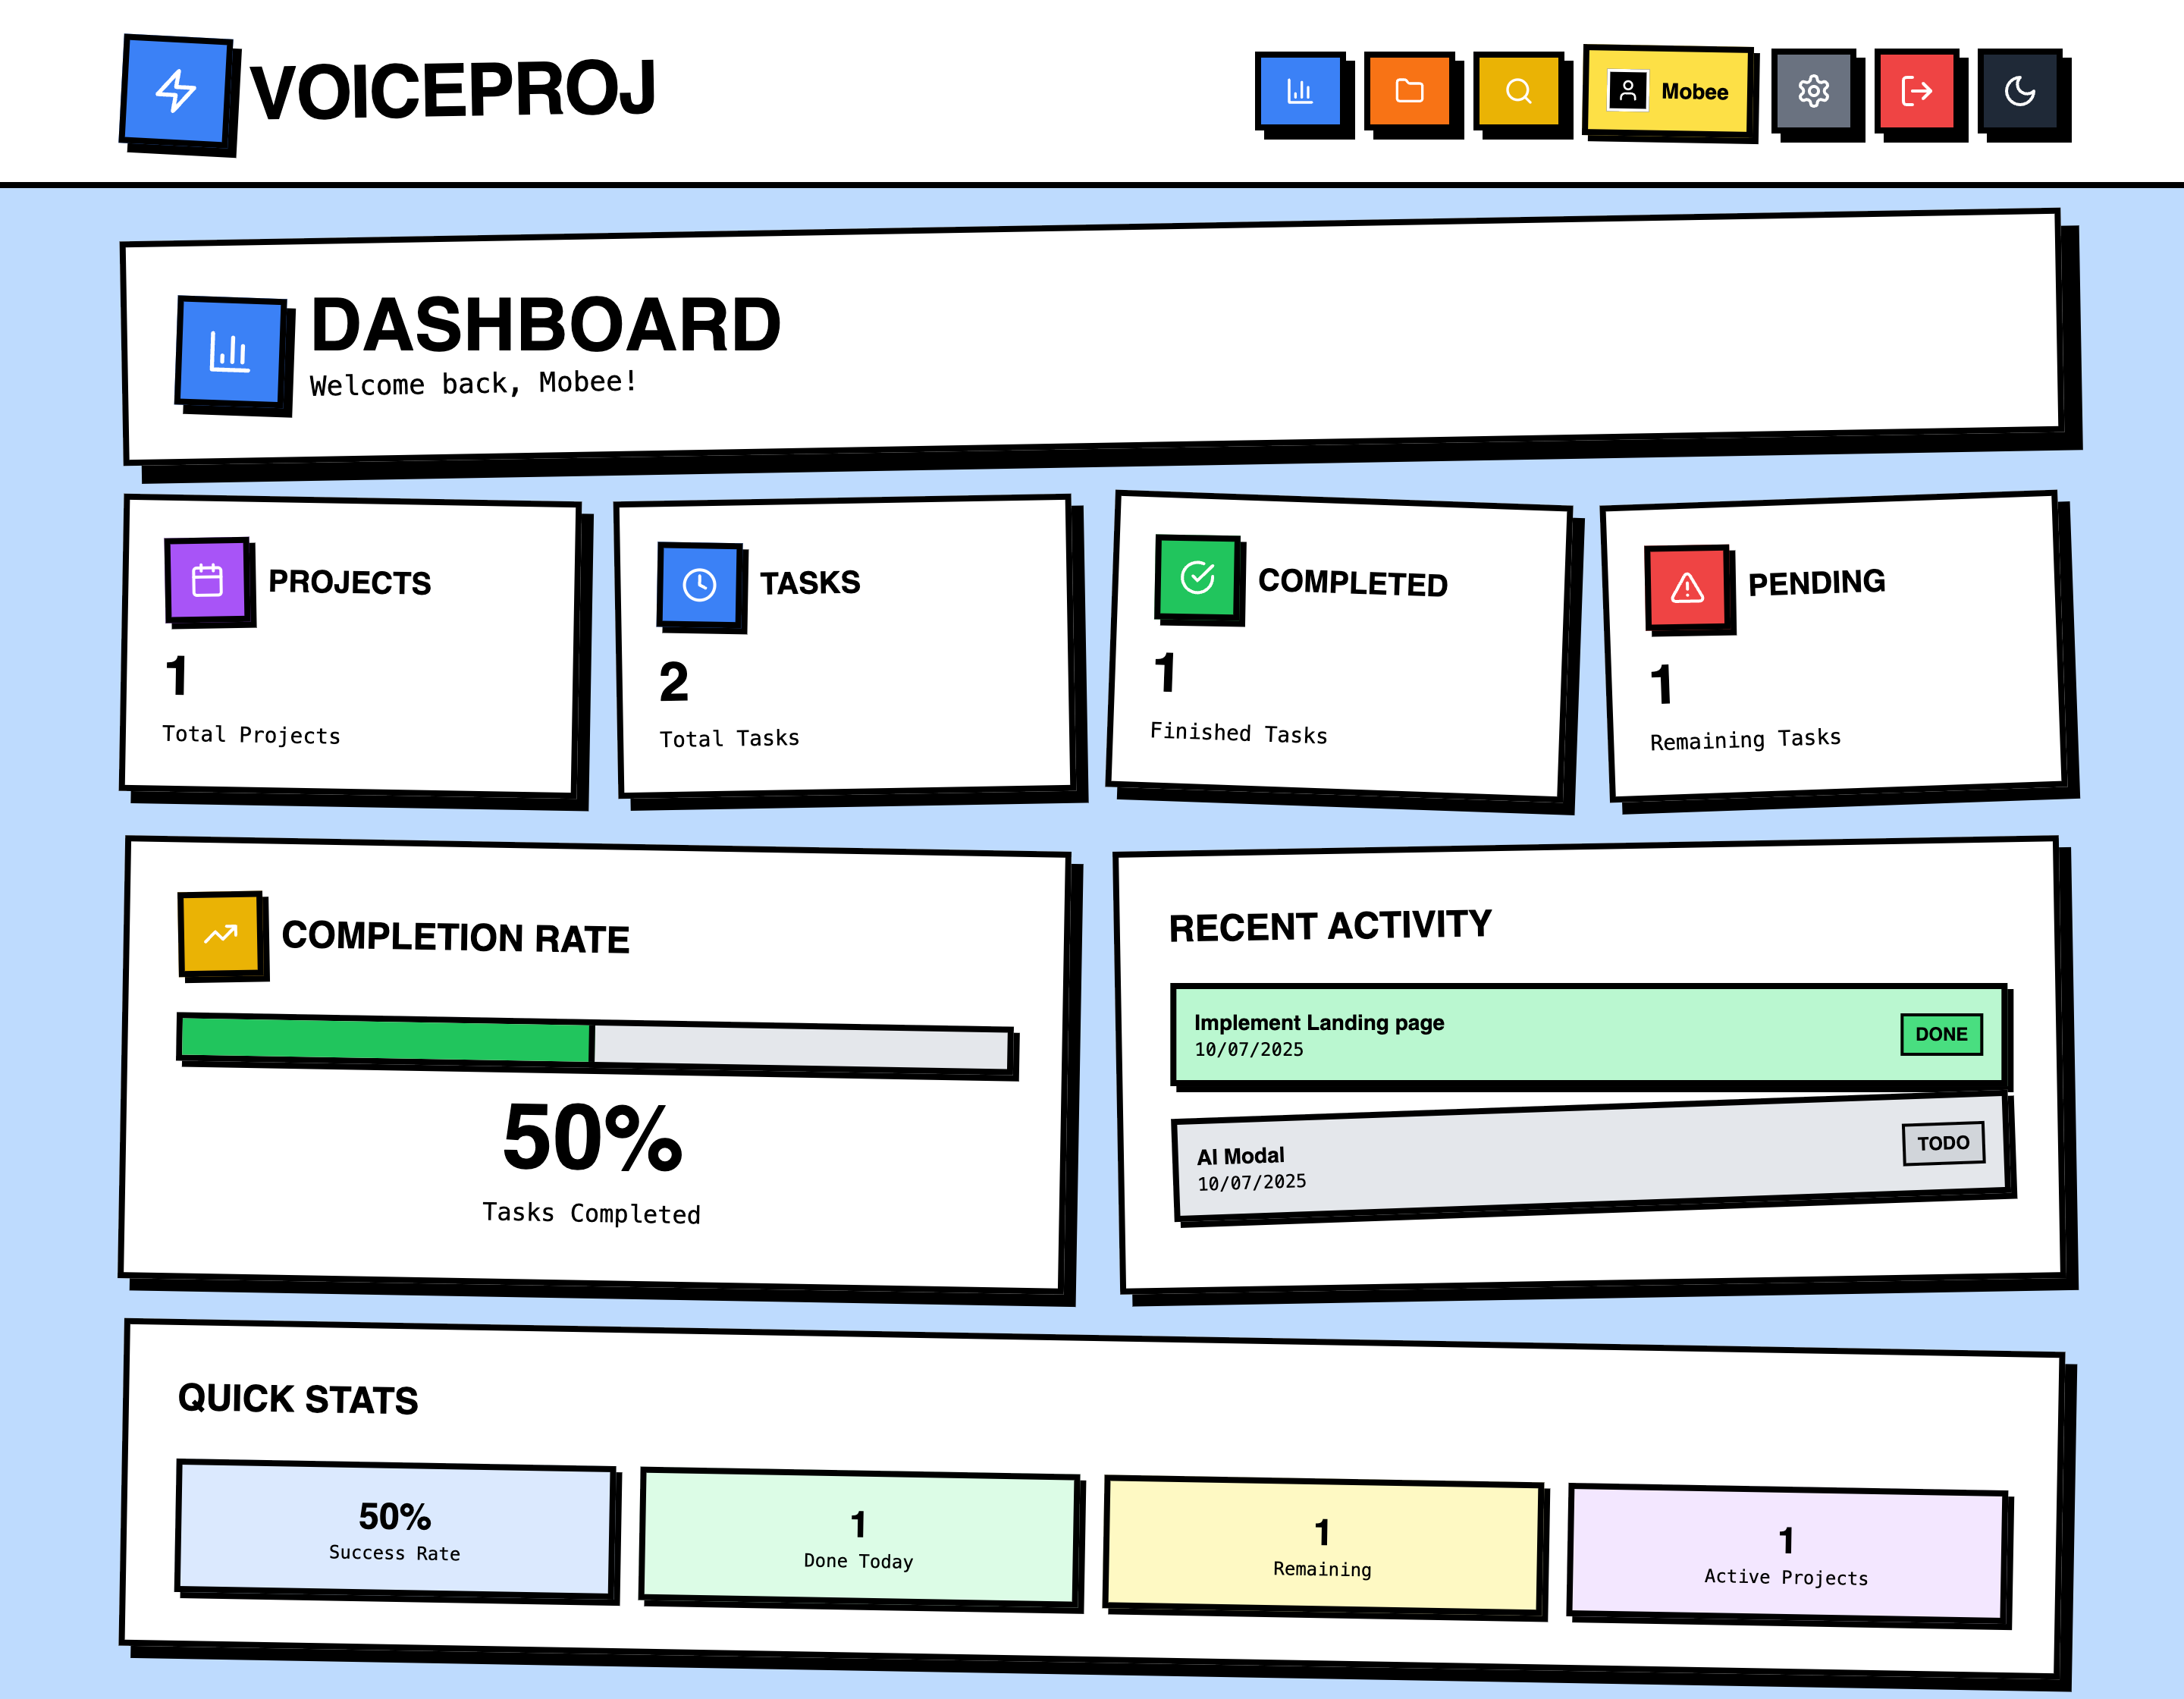 VOICEPROJ
Mobee
DASHBOARD
Welcome back, Mobee!
PROJECTS
1
Total Projects
TASKS
2
Total Tasks
COMPLETED
1
Finished Tasks
PENDING
1
Remaining Tasks
COMPLETION RATE
50%
Tasks Completed
RECENT ACTIVITY
Implement Landing page
10/07/2025
DONE
AI Modal
10/07/2025
TODO
QUICK STATS
50%
Success Rate
1
Done Today
1
Remaining
1
Active Projects